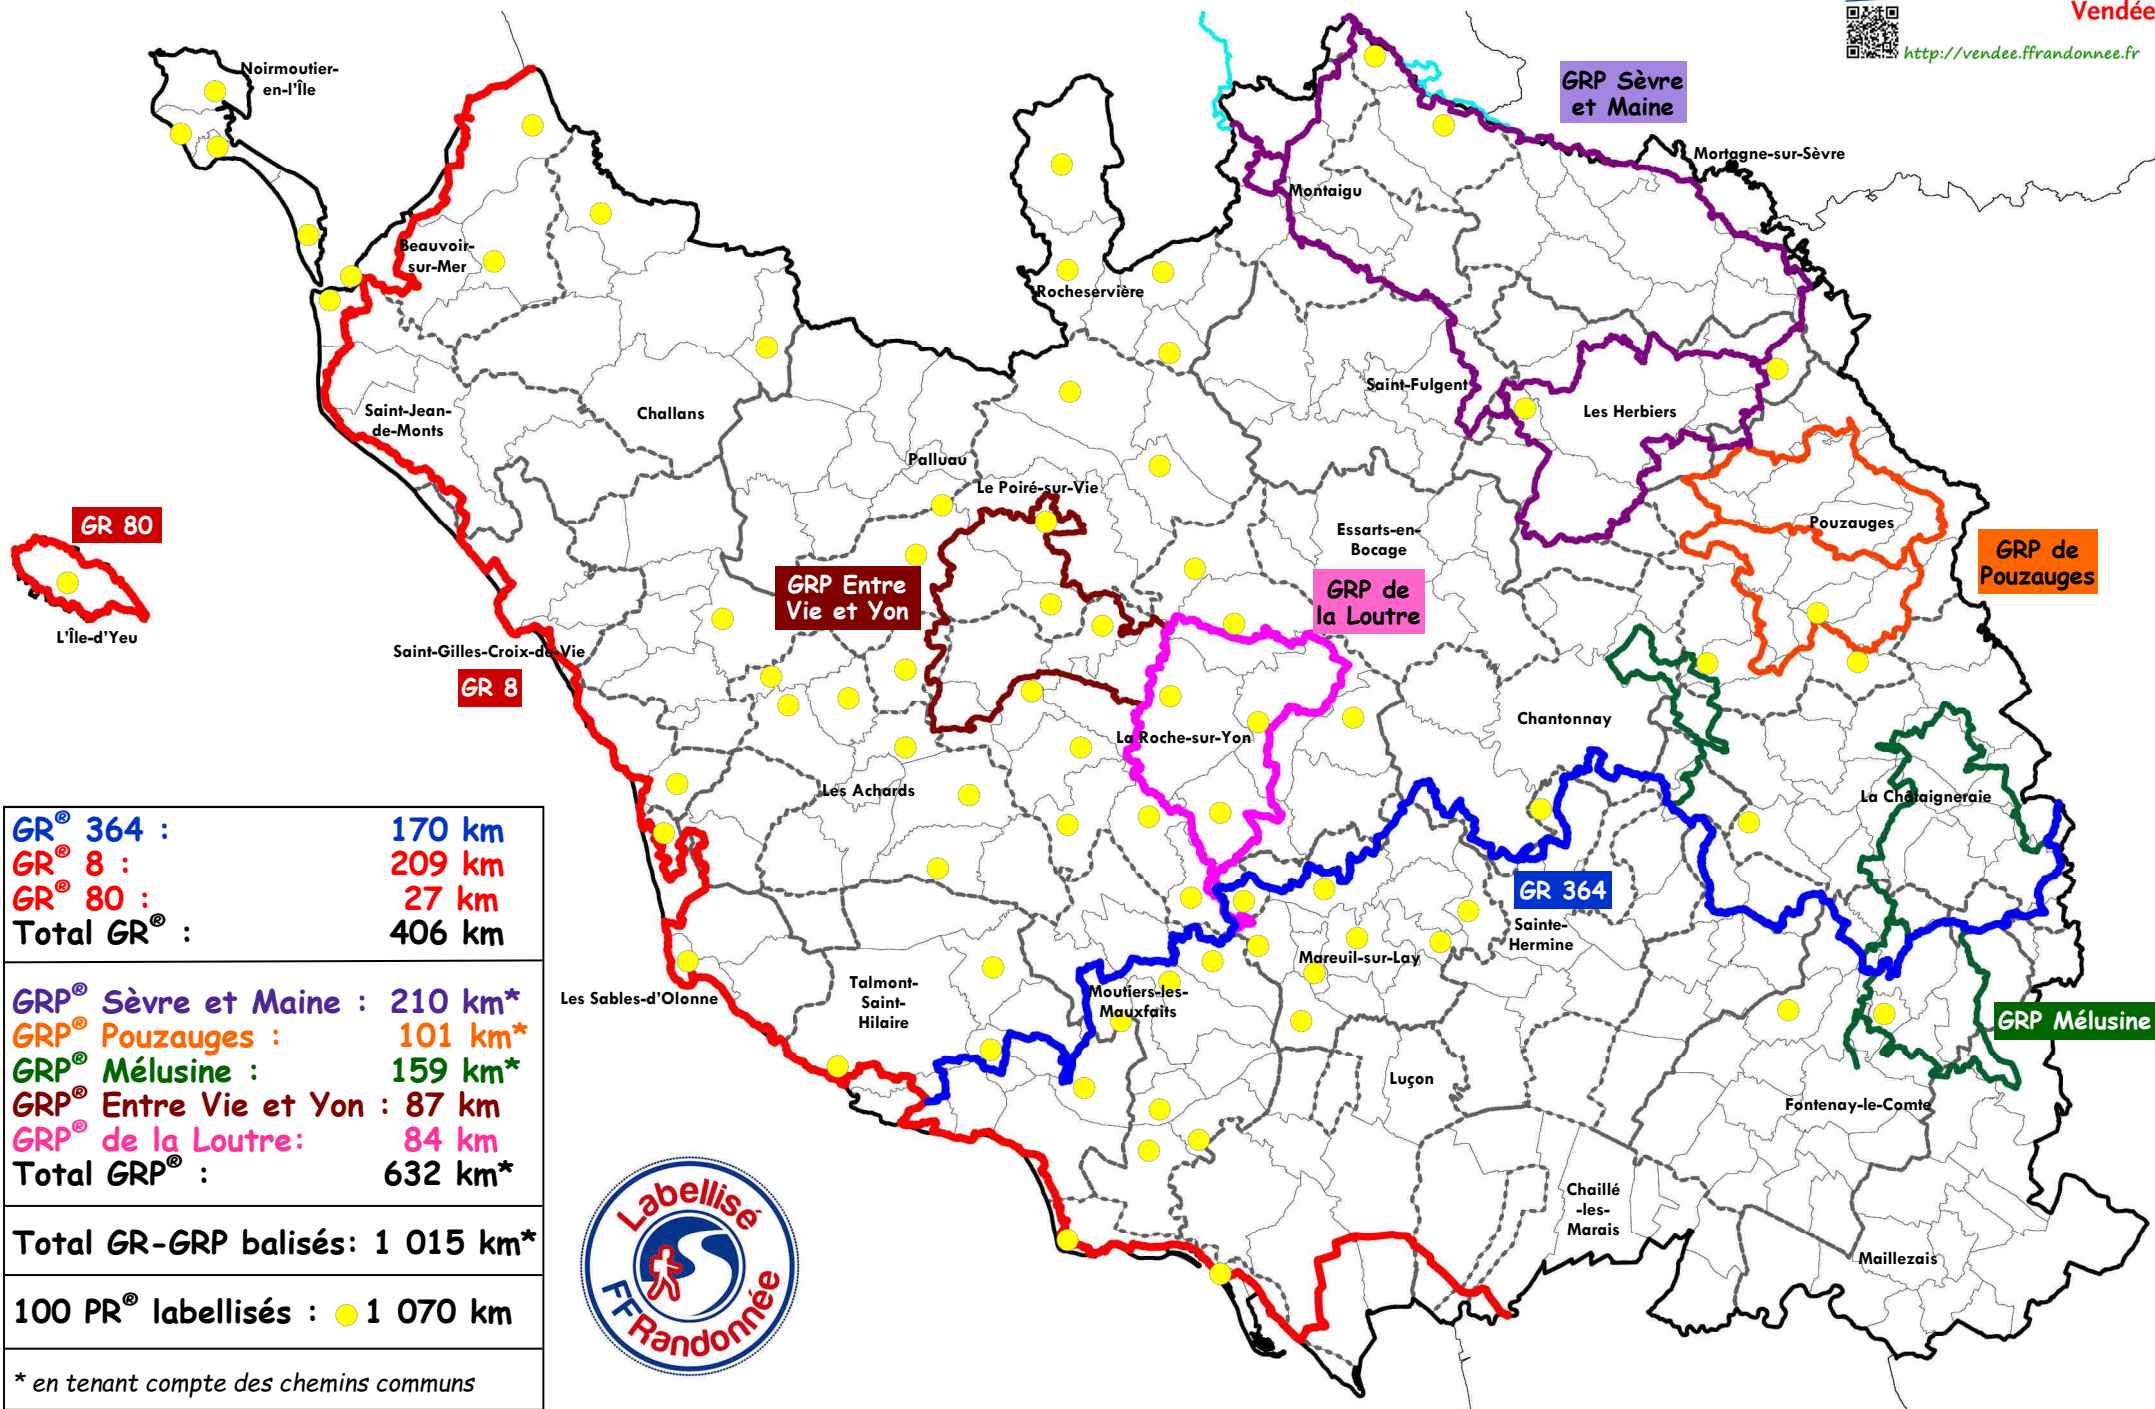 Vendée
http://vendee.ffrandonnee.fr
Noirmoutier-
en-l'Île
GRP Sèvre
et Maine
Mortagne-sur-Sèvre
Montaigu
Beauvoir-
sur-Mer
Rocheservière
Saint-Fulgent
Les Herbiers
Saint-Jean-
de-Monts
Challans
Palluau
Le Poiré-sur-Vie
GR 80
Essarts-en-
Bocage
Pouzauges
GRP de
Pouzauges
GRP Entre
Vie et Yon
GRP de
la Loutre
L'Île-d'Yeu
Saint-Gilles-Croix-de-Vie
GR 8
Chantonnay
La Roche-sur-Yon
Les Achards
La Châtaigneraie
GR 364
Sainte-
Hermine
Mareuil-sur-Lay
Les Sables-d'Olonne
Talmont-
Saint-
Hilaire
Moutiers-les-
Mauxfaits
GRP Mélusine
Luçon
Fontenay-le-Comte
Chaillé
-les-
Marais
Maillezais
GR® 364 : 170 km
GR® 8 : 209 km
GR® 80 : 27 km
Total GR® : 406 km
GRP® Sèvre et Maine : 210 km*
GRP® Pouzauges : 101 km*
GRP® Mélusine : 159 km*
GRP® Entre Vie et Yon : 87 km
GRP® de la Loutre: 84 km
Total GRP® : 632 km*
Total GR-GRP balisés: 1 015 km*
100 PR® labellisés : 1 070 km
* en tenant compte des chemins communs
Labellisé
FFRandonnée